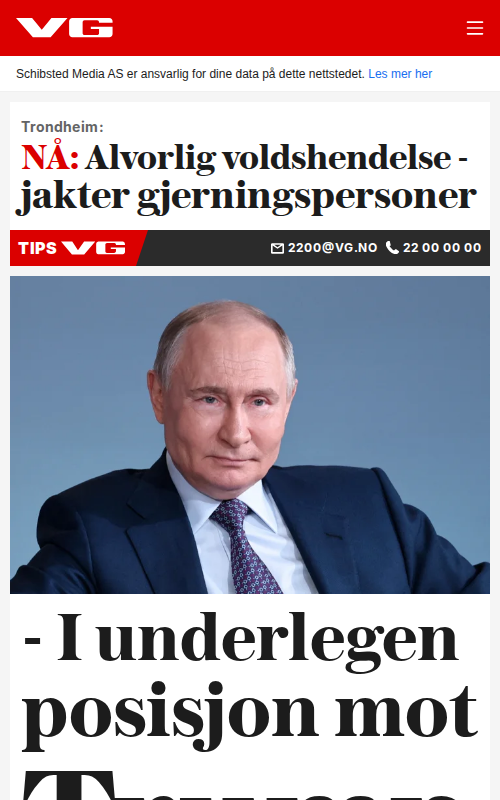 VG
Schibsted Media AS er ansvarlig for dine data på dette nettstedet. Les mer her
Trondheim:
NÅ: Alvorlig voldshendelse -
jakter gjerningspersoner
TIPS VG 2200@VG.NO 22 00 00 00
- I underlegen
posisjon mot